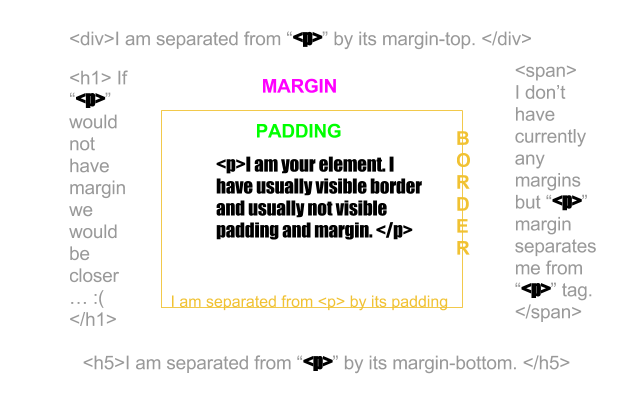 <div>I am separated from “<p>” by its margin-top. </div>
<h1> If
“<p>”
would
not
have
margin
we
would
be
closer
... :(
</h1>
MARGIN
PADDING
<p>I am your element. I
have usually visible border
and usually not visible
padding and margin. </p>
BORDER
I am separated from <p> by its padding
<span>
I don’t
have
currently
any
margins
but “<p>”
margin
separates
me from
“<p>” tag.
</span>
<h5>I am separated from “<p>” by its margin-bottom. </h5>